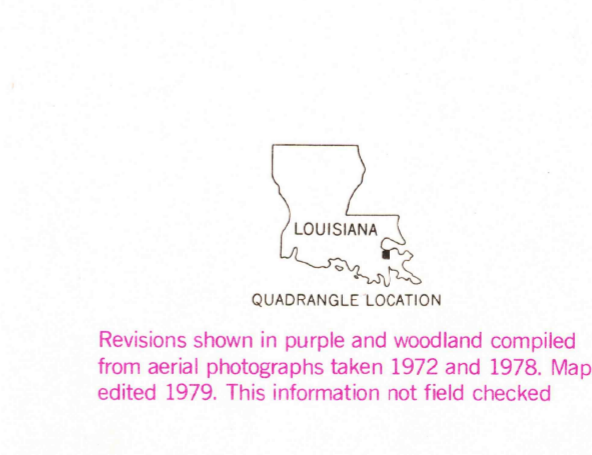 LOUISIANA
QUADRANGLE LOCATION
Revisions shown in purple and woodland compiled
from aerial photographs taken 1972 and 1978. Map
edited 1979. This information not field checked